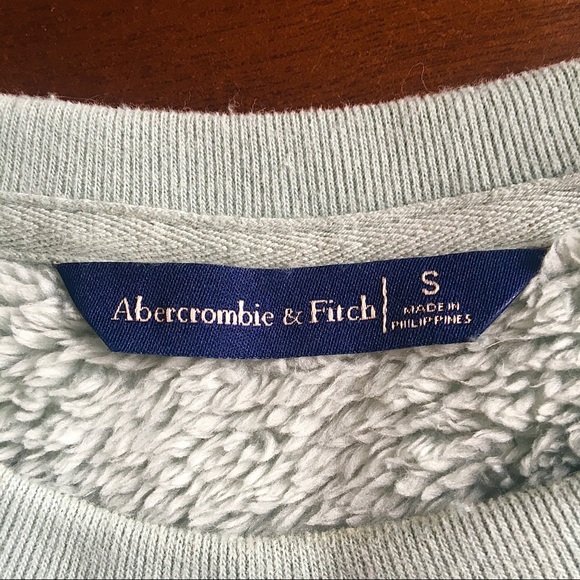 Abercrombie & Fitch
S
MADE IN
PHILIPPINES